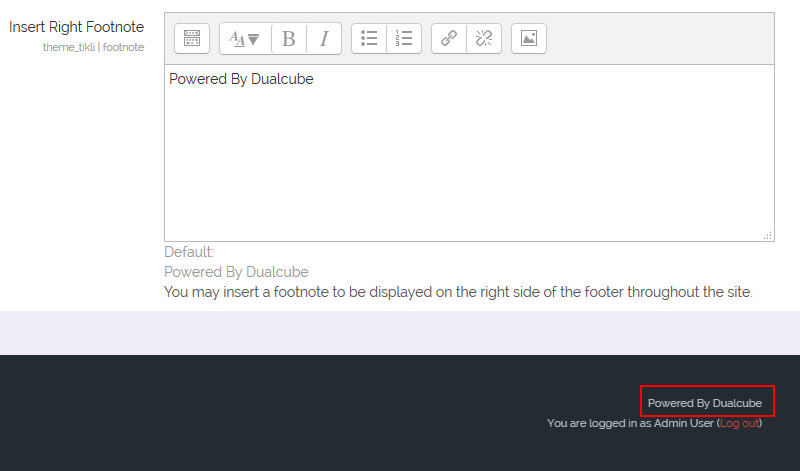 Insert Right Footnote
theme_tikli | footnote
Powered By Dualcube
Default:
Powered By Dualcube
You may insert a footnote to be displayed on the right side of the footer throughout the site.
Powered By Dualcube
You are logged in as Admin User (Log out)